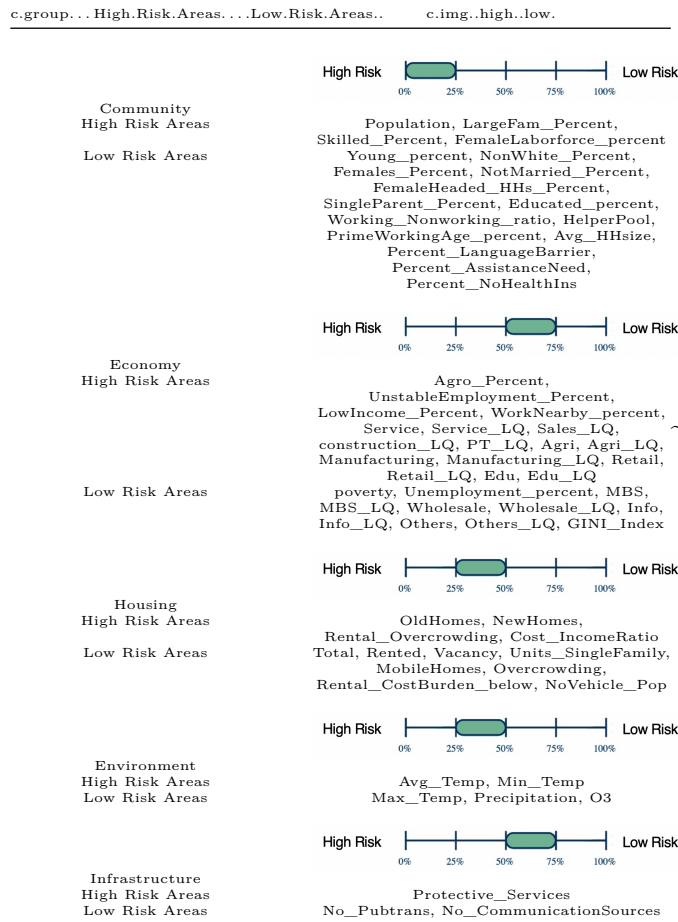 c.group... High.Risk.Areas....Low.Risk.Areas.. c.img..high..low.
High Risk Low Risk
0% 25% 50% 75% 100%
Community
High Risk Areas Population, LargeFam_Percent,
Skilled_Percent, FemaleLaborforce_percent
Low Risk Areas Young_percent, NonWhite_Percent,
Females_Percent, NotMarried_Percent,
FemaleHeaded_HHs_Percent,
SingleParent_Percent, Educated_percent,
Working_Nonworking_ratio, HelperPool,
PrimeWorkingAge_percent, Avg_HHsize,
Percent_LanguageBarrier,
Percent_AssistanceNeed,
Percent_NoHealthIns
High Risk Low Risk
0% 25% 50% 75% 100%
Economy
High Risk Areas Agro_Percent,
UnstableEmployment_Percent,
LowIncome_Percent, WorkNearby_percent,
Service, Service_LQ, Sales_LQ,
construction_LQ, PT_LQ, Agri, Agri_LQ,
Manufacturing, Manufacturing_LQ, Retail,
Retail_LQ, Edu, Edu_LQ
Low Risk Areas poverty, Unemployment_percent, MBS,
MBS_LQ, Wholesale, Wholesale_LQ, Info,
Info_LQ, Others, Others_LQ, GINI_Index
High Risk Low Risk
0% 25% 50% 75% 100%
Housing
High Risk Areas OldHomes, NewHomes,
Rental_Overcrowding, Cost_IncomeRatio
Low Risk Areas Total, Rented, Vacancy, Units_SingleFamily,
MobileHomes, Overcrowding,
Rental_CostBurden_below, NoVehicle_Pop
High Risk Low Risk
0% 25% 50% 75% 100%
Environment
High Risk Areas Avg_Temp, Min_Temp
Low Risk Areas Max_Temp, Precipitation, O3
High Risk Low Risk
0% 25% 50% 75% 100%
Infrastructure
High Risk Areas Protective_Services
Low Risk Areas No_Pubtrans, No_CommunicationSources